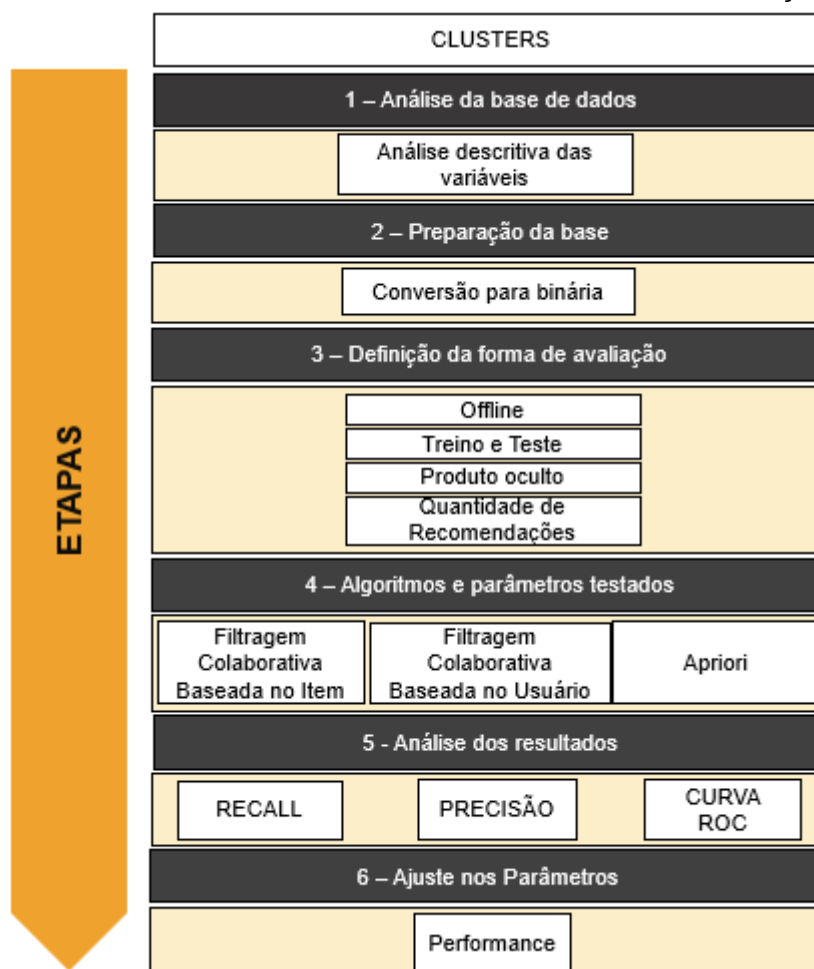 CLUSTERS
1 – Análise da base de dados
Análise descritiva das
variáveis
2 – Preparação da base
Conversão para binária
3 – Definição da forma de avaliação
Offline
Treino e Teste
Produto oculto
Quantidade de
Recomendações
ETAPAS
4 – Algoritmos e parâmetros testados
Filtragem
Colaborativa
Baseada no Item
Filtragem
Colaborativa
Baseada no Usuário
Apriori
5 - Análise dos resultados
RECALL
PRECISÃO
CURVA
ROC
6 – Ajuste nos Parâmetros
Performance